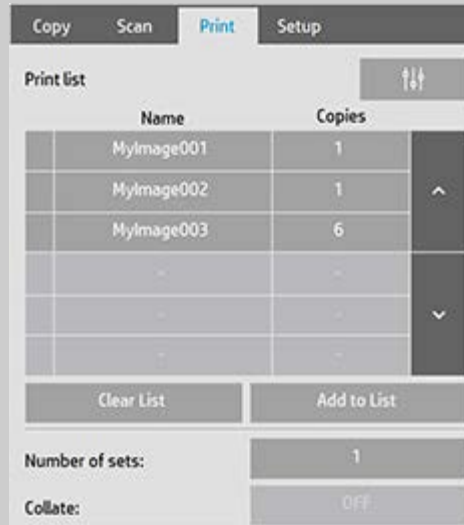 Copy Scan Print Setup
Print list
Name Copies
MyImage001 1
MyImage002 1
MyImage003 6
- -
- -
- -
Clear List Add to List
Number of sets: 1
Collate: OFF